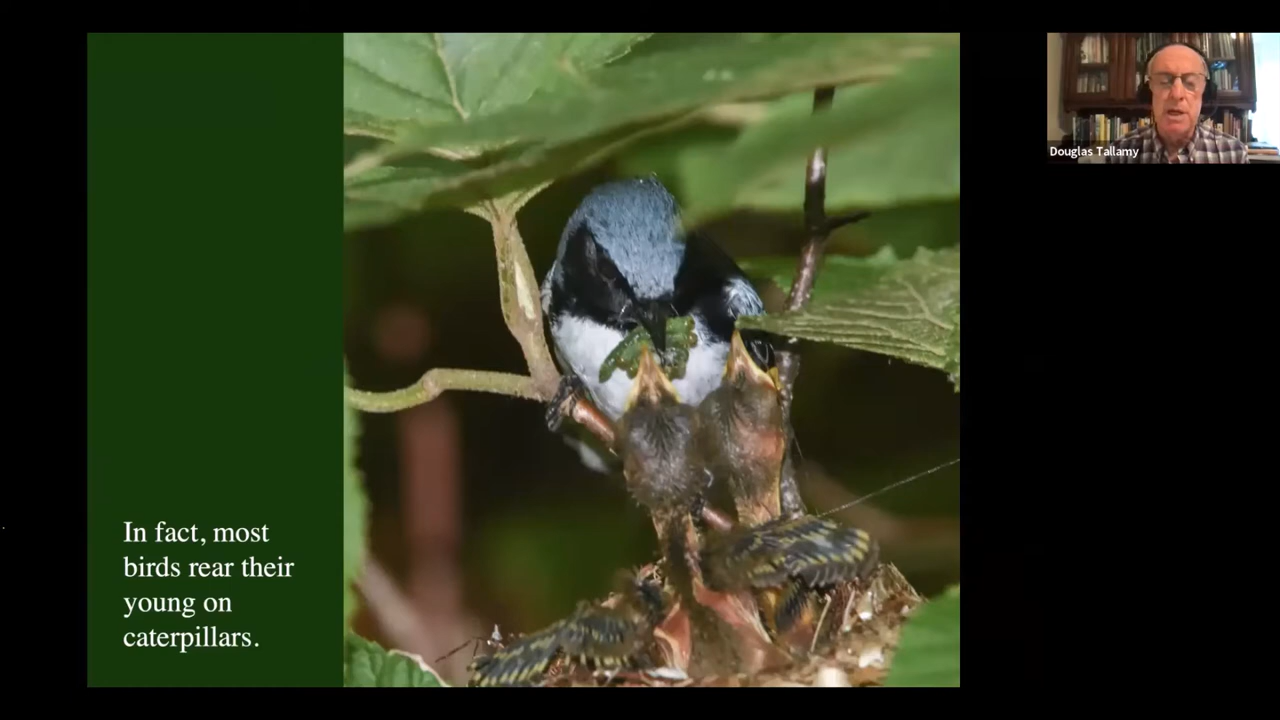 Douglas Tallamy
In fact, most
birds rear their
young on
caterpillars.